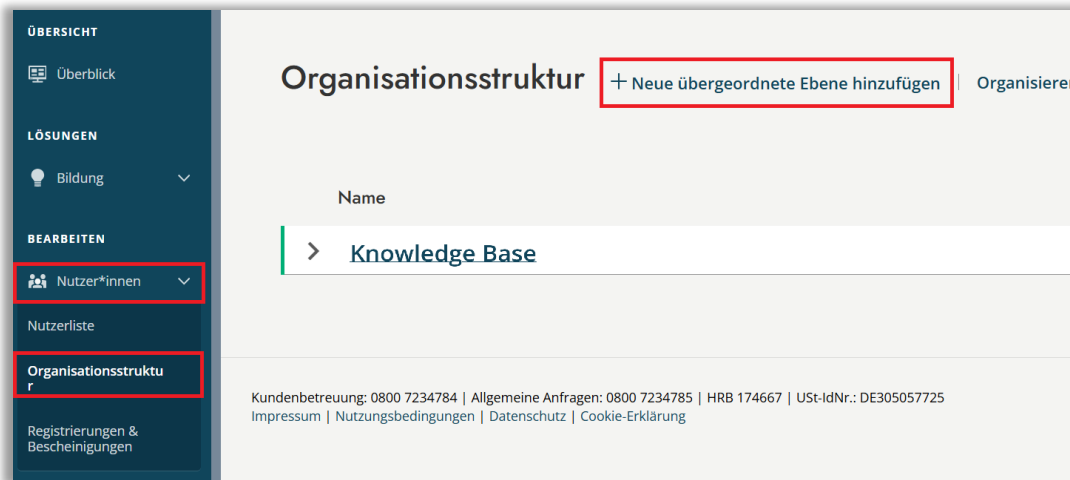 ÜBERSICHT
Überblick
LÖSUNGEN
Bildung
BEARBEITEN
Nutzer*innen
Nutzerliste
Organisationsstruktu
r
Registrierungen &
Bescheinigungen
Organisationsstruktur + Neue übergeordnete Ebene hinzufügen | Organisieren
Name
Knowledge Base
Kundenbetreuung: 0800 7234784 | Allgemeine Anfragen: 0800 7234785 | HRB 174667 | USt-IdNr.: DE305057725
Impressum | Nutzungsbedingungen | Datenschutz | Cookie-Erklärung